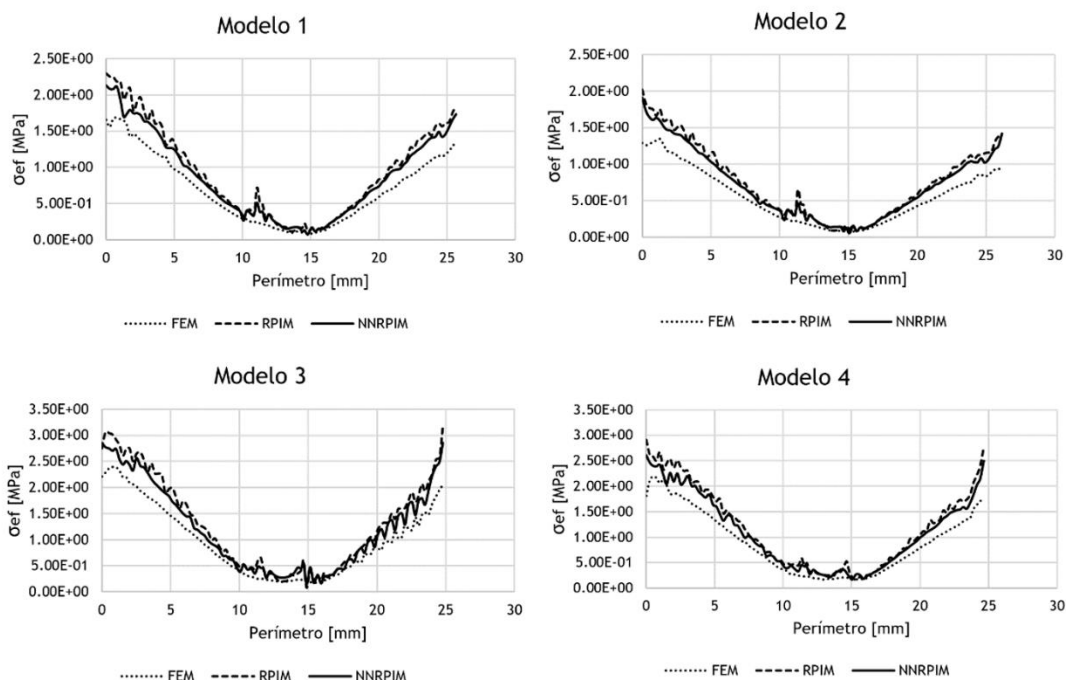 Modelo 1
σef [MPa]
2.50E+00
2.00E+00
1.50E+00
1.00E+00
5.00E-01
0.00E+00
0 5 10 15 20 25 30
Perímetro [mm]
FEM RPIM NNRPIM
Modelo 2
σef [MPa]
2.50E+00
2.00E+00
1.50E+00
1.00E+00
5.00E-01
0.00E+00
0 5 10 15 20 25 30
Perímetro [mm]
FEM RPIM NNRPIM
Modelo 3
σef [MPa]
3.50E+00
3.00E+00
2.50E+00
2.00E+00
1.50E+00
1.00E+00
5.00E-01
0.00E+00
0 5 10 15 20 25 30
Perímetro [mm]
FEM RPIM NNRPIM
Modelo 4
σef [MPa]
3.50E+00
3.00E+00
2.50E+00
2.00E+00
1.50E+00
1.00E+00
5.00E-01
0.00E+00
0 5 10 15 20 25 30
Perímetro [mm]
FEM RPIM NNRPIM